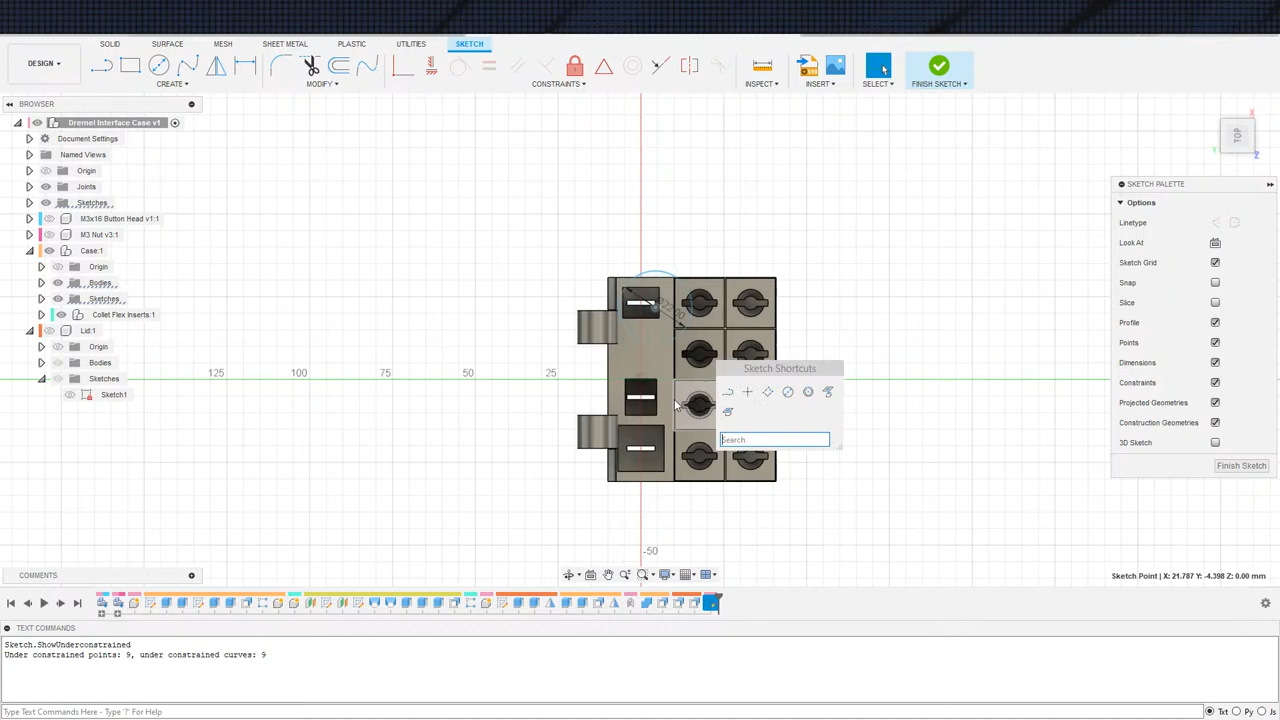 SOLID SURFACE MESH SHEET METAL PLASTIC UTILITIES SKETCH
DESIGN
CREATE MODIFY CONSTRAINTS INSPECT INSERT SELECT FINISH SKETCH
BROWSER
Dremel Interface Case v1
Document Settings
Named Views
Origin
Joints
Sketches
M3x16 Button Head v1:1
M3 Nut v3:1
Case:1
Origin
Bodies
Sketches
Collet Flex Inserts:1
Lid:1
Origin
Bodies
Sketches
Sketch1
TOP
X
Y
Z
SKETCH PALETTE
Options
Linetype
Look At
Sketch Grid
Snap
Slice
Profile
Points
Dimensions
Constraints
Projected Geometries
Construction Geometries
3D Sketch
Finish Sketch
125 100 75 50 25
-50
Sketch Shortcuts
Search
COMMENTS
Sketch Point | X: 21.787 Y: -4.398 Z: 0.00 mm
TEXT COMMANDS
Sketch.ShowUnderconstrained
Under constrained points: 9, under constrained curves: 9
Type Text Commands Here - Type '?' For Help
Txt Py Js